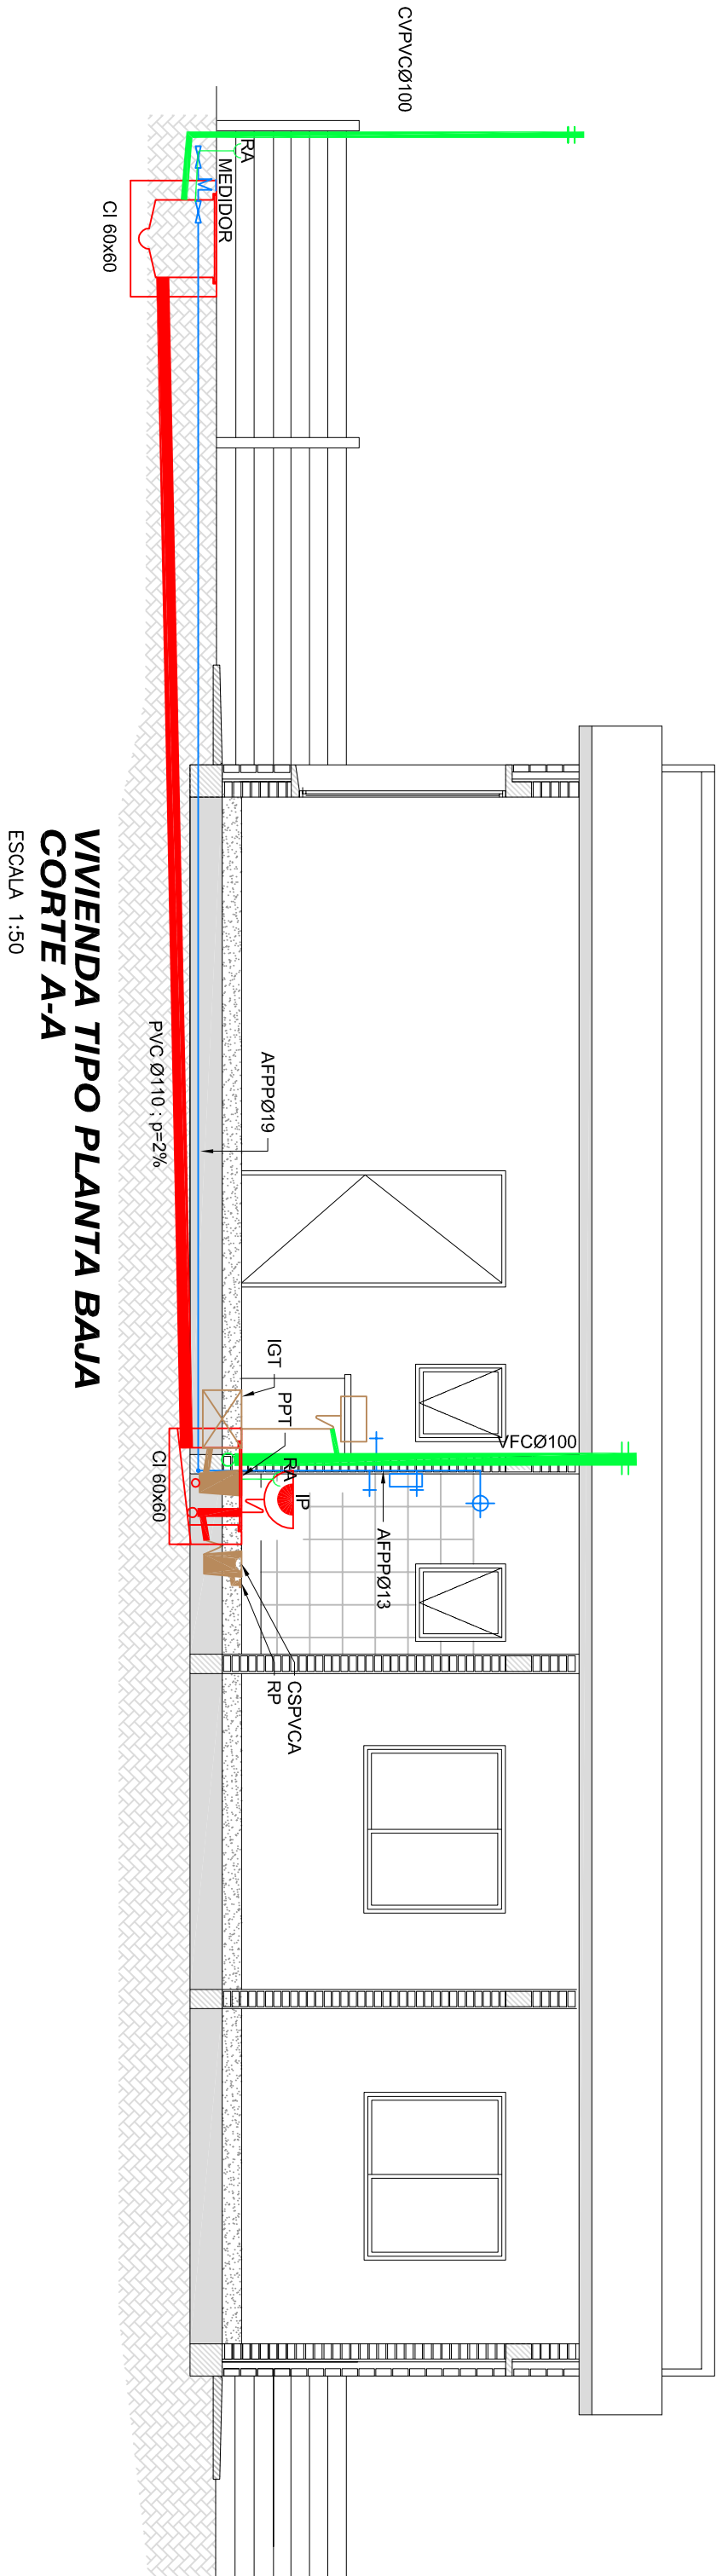 CVPVCØ100
RA
M
MEDIDOR
CI 60x60
VFCØ100
AFPPØ19
PVC Ø110 ; p=2%
IGT
PPT
RA
IP
CI 60x60
AFPPØ13
CSPVCA
RP
VIVIENDA TIPO PLANTA BAJA
CORTE A-A
ESCALA 1:50